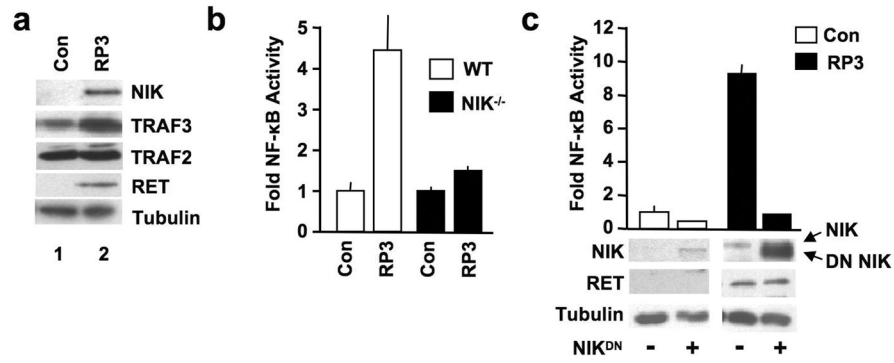 a
Con
RP3
NIK
TRAF3
TRAF2
RET
Tubulin
1 2
b
Fold NF-κB Activity
5
4
3
2
1
0
WT
NIK-/-
Con
RP3
Con
RP3
c
Fold NF-κB Activity
12
10
8
6
4
2
0
Con
RP3
NIK
NIK
DN NIK
RET
Tubulin
NIKDN - + - +